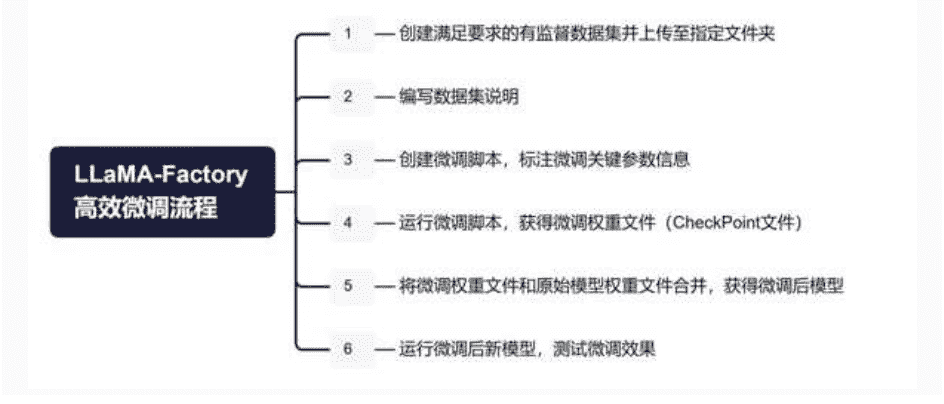 LLaMA-Factory
高效微调流程
1 创建满足要求的有监督数据集并上传至指定文件夹
2 编写数据集说明
3 创建微调脚本，标注微调关键参数信息
4 运行微调脚本，获得微调权重文件（CheckPoint文件）
5 将微调权重文件和原始模型权重文件合并，获得微调后模型
6 运行微调后新模型，测试微调效果